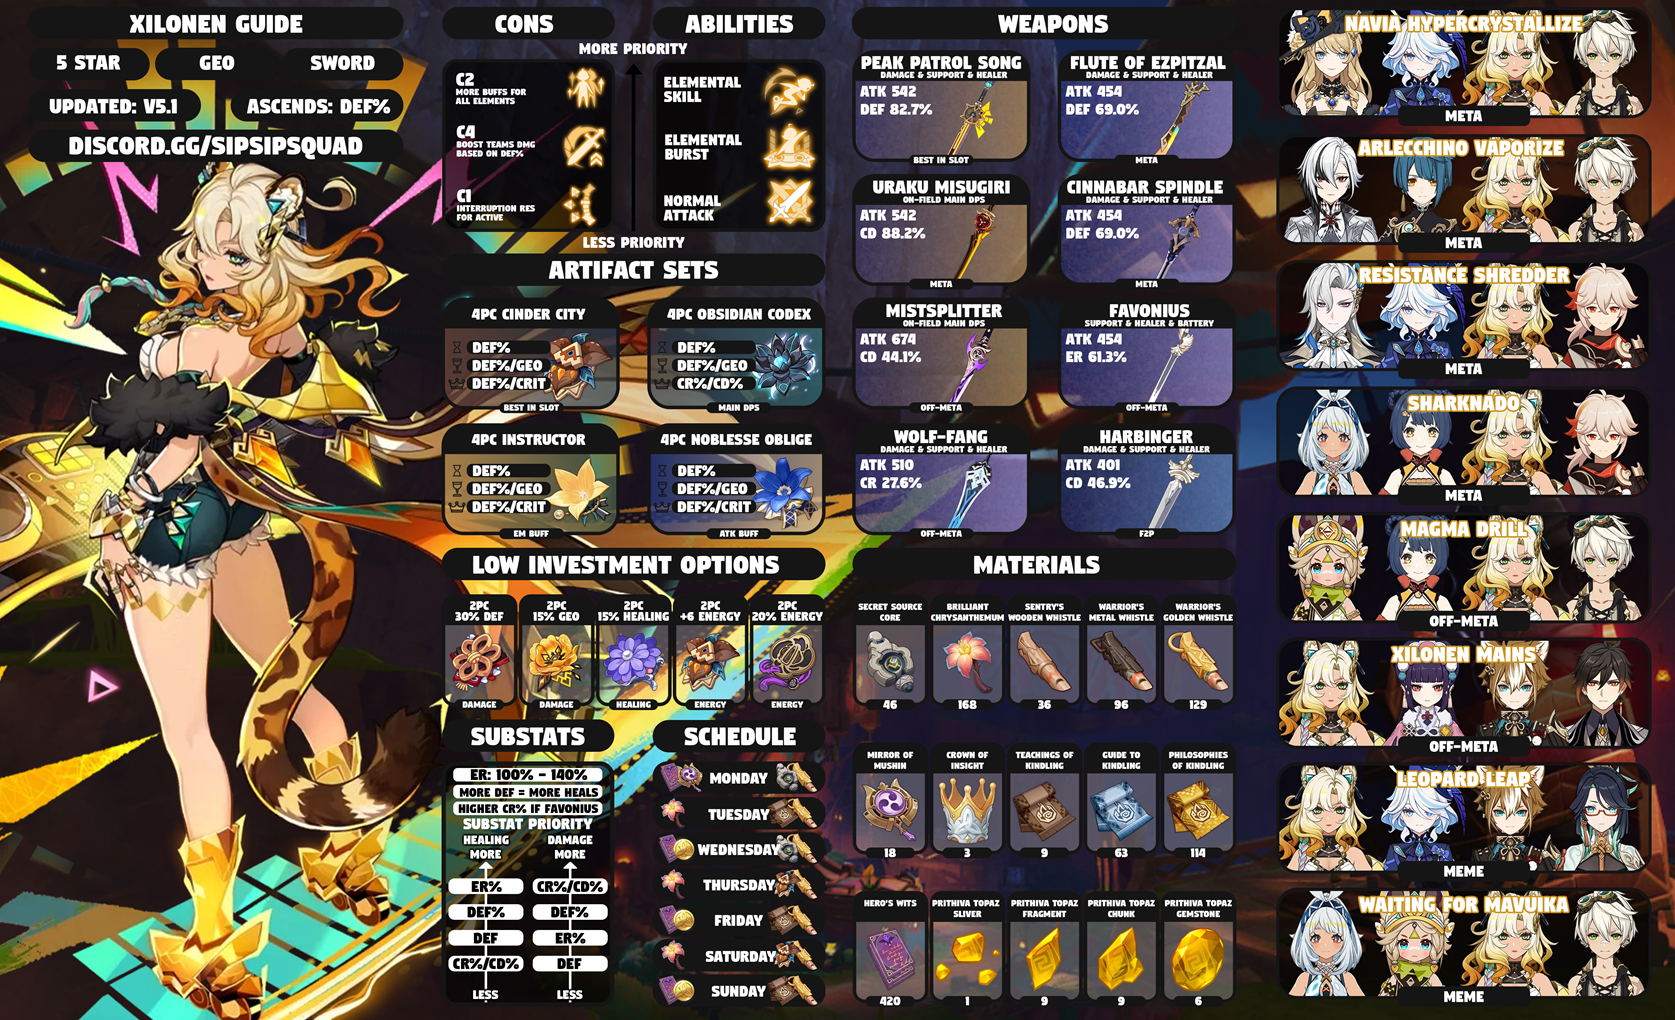 XILONEN GUIDE
5 STAR
GEO
SWORD
UPDATED: V5.1
ASCENDS: DEF%
DISCORD.GG/SIPSIPSQUAD
CONS
ABILITIES
MORE PRIORITY
C2
MORE BUFFS FOR
ALL ELEMENTS
C4
BOOST TEAMS DMG
BASED ON DEF%
C1
INTERRUPTION RES
FOR ACTIVE
ELEMENTAL
SKILL
ELEMENTAL
BURST
NORMAL
ATTACK
LESS PRIORITY
ARTIFACT SETS
4PC CINDER CITY
DEF%
DEF%/GEO
DEF%/CRIT
BEST IN SLOT
4PC OBSIDIAN CODEX
DEF%
DEF%/GEO
CR%/CD%
MAIN DPS
4PC INSTRUCTOR
DEF%
DEF%/GEO
DEF%/CRIT
EM BUFF
4PC NOBLESSE OBLIGE
DEF%
DEF%/GEO
DEF%/CRIT
ATK BUFF
LOW INVESTMENT OPTIONS
2PC
30% DEF
DAMAGE
2PC
15% GEO
DAMAGE
2PC
15% HEALING
HEALING
2PC
+6 ENERGY
ENERGY
2PC
20% ENERGY
ENERGY
SUBSTATS
ER: 100% - 140%
MORE DEF = MORE HEALS
HIGHER CR% IF FAVONIUS
SUBSTAT PRIORITY
HEALING
MORE
ER%
DEF%
DEF
CR%/CD%
LESS
DAMAGE
MORE
CR%/CD%
DEF%
ER%
DEF
LESS
SCHEDULE
MONDAY
TUESDAY
WEDNESDAY
THURSDAY
FRIDAY
SATURDAY
SUNDAY
WEAPONS
PEAK PATROL SONG
DAMAGE & SUPPORT & HEALER
ATK 542
DEF 82.7%
BEST IN SLOT
FLUTE OF EZPITZAL
DAMAGE & SUPPORT & HEALER
ATK 454
DEF 69.0%
META
URAKU MISUGIRI
ON-FIELD MAIN DPS
ATK 542
CD 88.2%
META
CINNABAR SPINDLE
DAMAGE & SUPPORT & HEALER
ATK 454
DEF 69.0%
META
MISTSPLITTER
ON-FIELD MAIN DPS
ATK 674
CD 44.1%
OFF-META
FAVONIUS
SUPPORT & HEALER & BATTERY
ATK 454
ER 61.3%
OFF-META
WOLF-FANG
DAMAGE & SUPPORT & HEALER
ATK 510
CR 27.6%
OFF-META
HARBINGER
DAMAGE & SUPPORT & HEALER
ATK 401
CD 46.9%
F2P
MATERIALS
SECRET SOURCE
CORE
46
BRILLIANT
CHRYSANTHEMUM
168
SENTRY'S
WOODEN WHISTLE
36
WARRIOR'S
METAL WHISTLE
96
WARRIOR'S
GOLDEN WHISTLE
129
MIRROR OF
MUSHIN
18
CROWN OF
INSIGHT
3
TEACHINGS OF
KINDLING
9
GUIDE TO
KINDLING
63
PHILOSOPHIES
OF KINDLING
114
HERO'S WITS
420
PRITHIVA TOPAZ
SLIVER
1
PRITHIVA TOPAZ
FRAGMENT
9
PRITHIVA TOPAZ
CHUNK
9
PRITHIVA TOPAZ
GEMSTONE
6
NAVIA HYPERCRYSTALLIZE
META
ARLECCHINO VAPORIZE
META
RESISTANCE SHREDDER
META
SHARKNADO
META
MAGMA DRILL
OFF-META
XILONEN MAINS
OFF-META
LEOPARD LEAP
MEME
WAITING FOR MAVUIKA
MEME